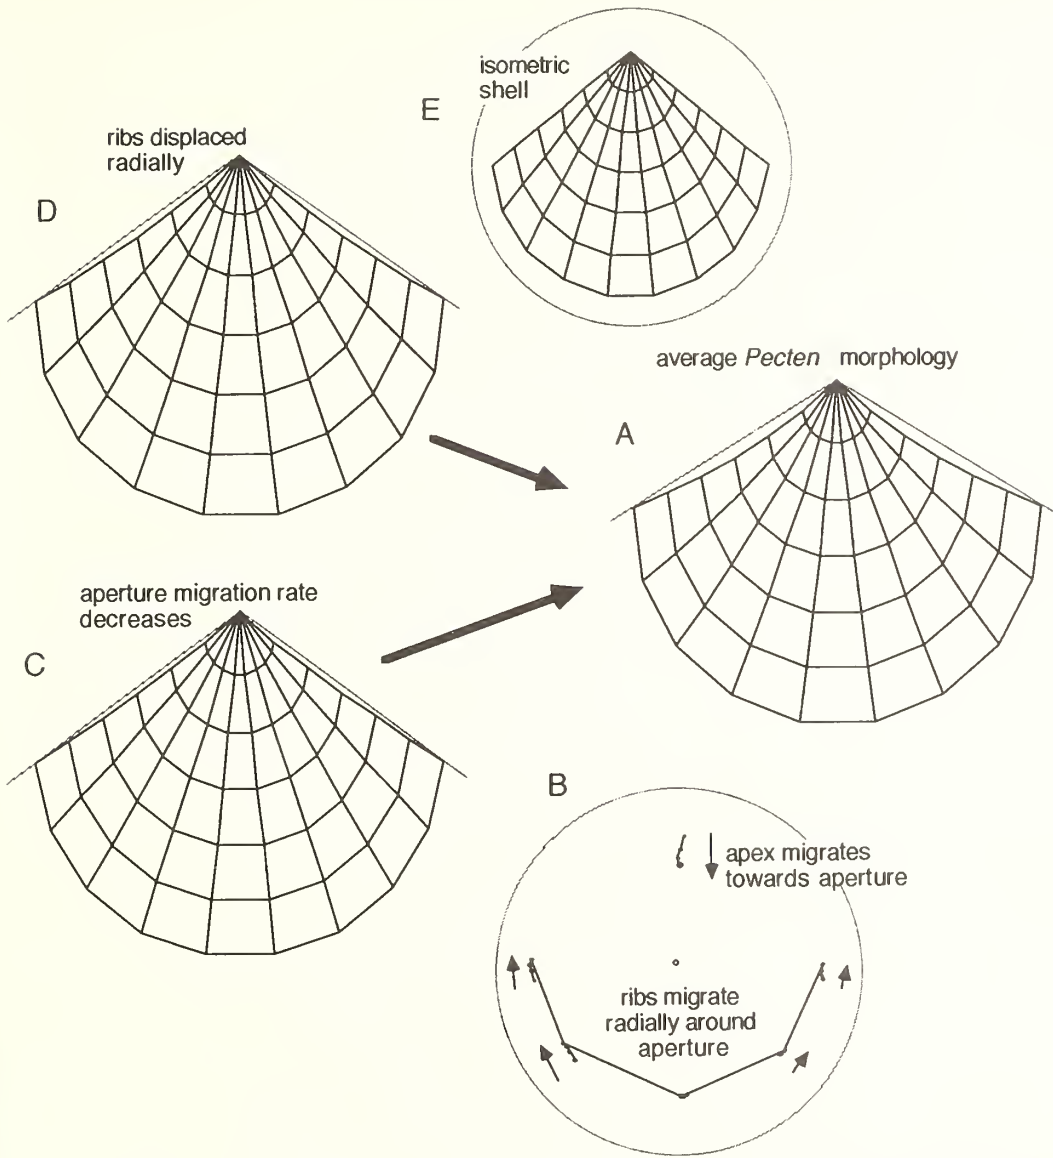 isometric
shell
E
ribs displaced
radially
D
average Pecten morphology
A
aperture migration rate
decreases
C
B
apex migrates
towards aperture
ribs migrate
radially around
aperture